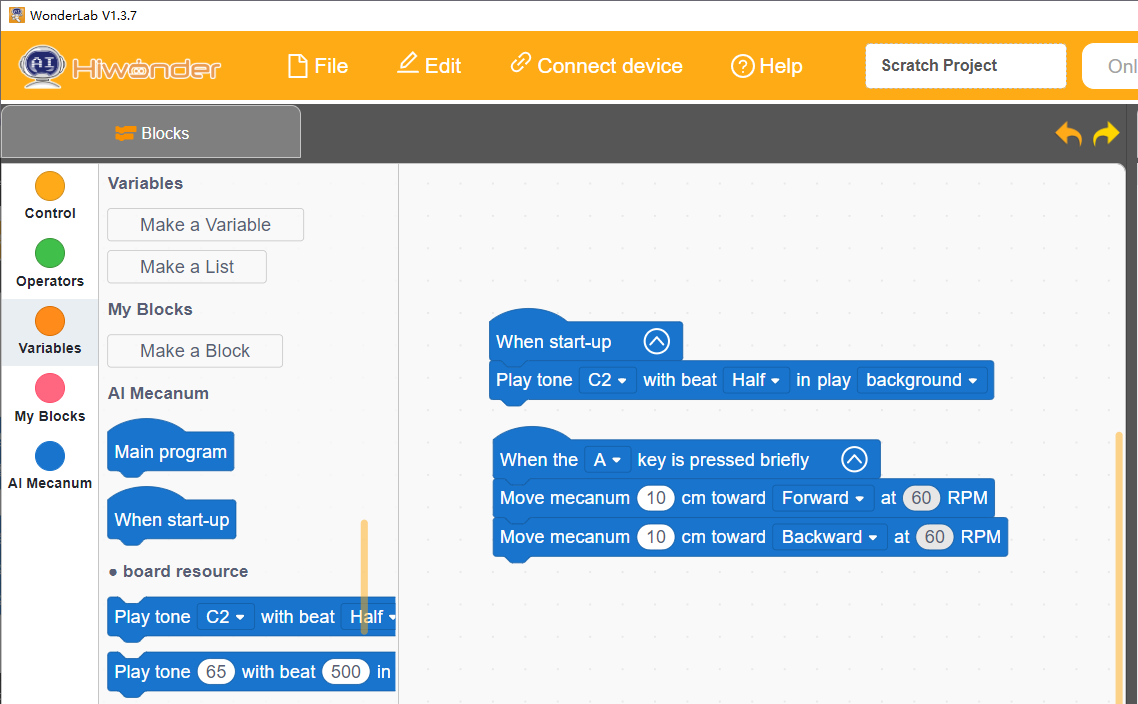 WonderLab V1.3.7
AI Hiwonder File Edit Connect device Help Scratch Project Onl
Blocks
Control
Operators
Variables
My Blocks
AI Mecanum
Variables
Make a Variable
Make a List
My Blocks
Make a Block
AI Mecanum
Main program
When start-up
• board resource
Play tone C2 with beat Half
Play tone 65 with beat 500 in
When start-up
Play tone C2 with beat Half in play background
When the A key is pressed briefly
Move mecanum 10 cm toward Forward at 60 RPM
Move mecanum 10 cm toward Backward at 60 RPM